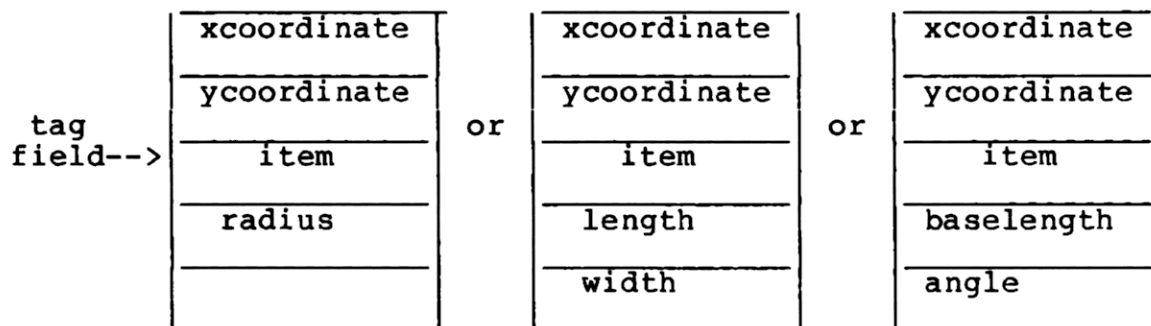 xcoordinate xcoordinate xcoordinate
ycoordinate ycoordinate ycoordinate
tag or or
field--> item item item
radius length baselength
width angle